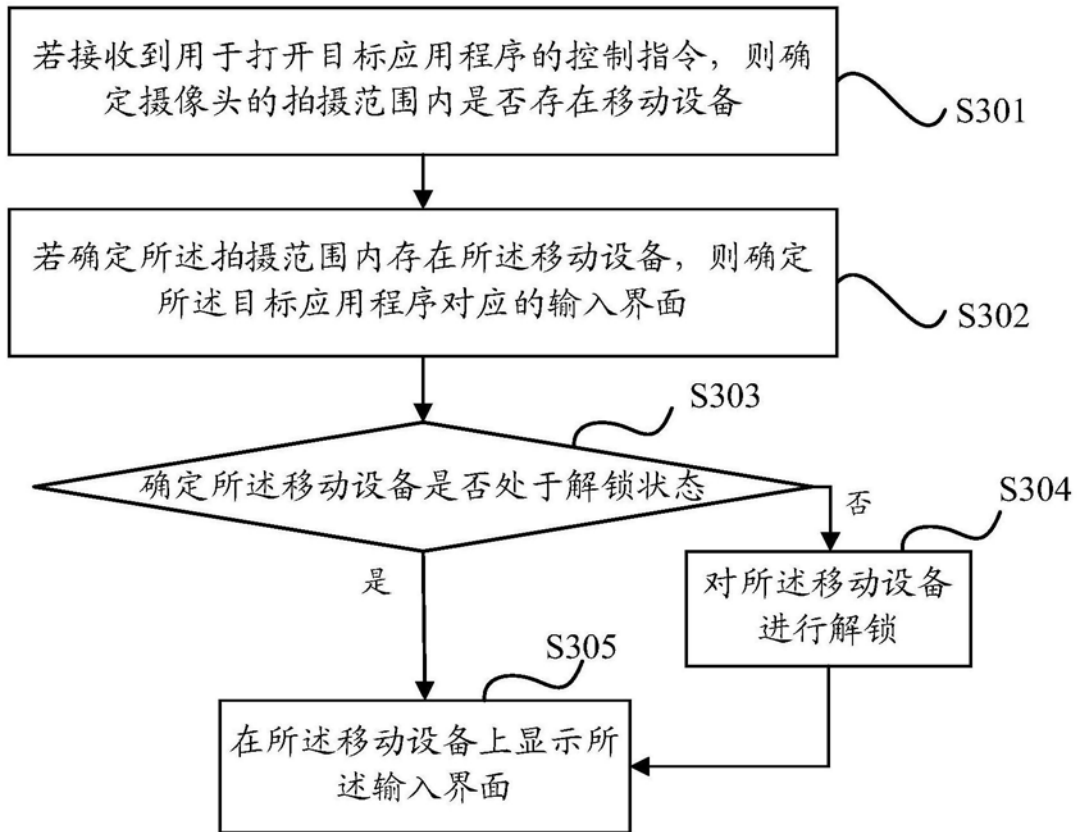 若接收到用于打开目标应用程序的控制指令，则确
定摄像头的拍摄范围内是否存在移动设备
S301
若确定所述拍摄范围内存在所述移动设备，则确定
所述目标应用程序对应的输入界面
S302
S303
确定所述移动设备是否处于解锁状态
否
S304
是
对所述移动设备
进行解锁
S305
在所述移动设备上显示所
述输入界面